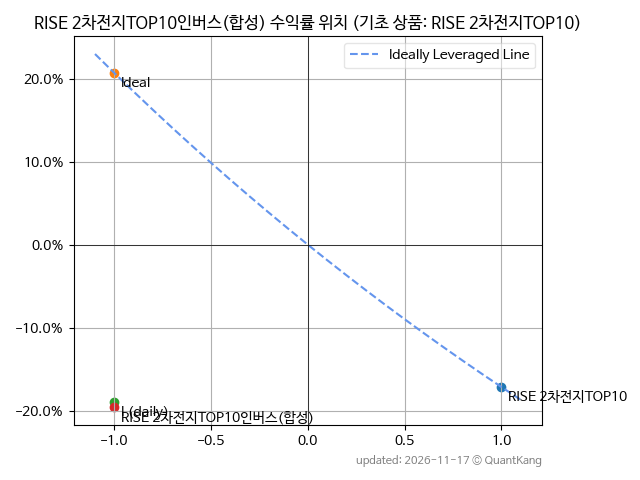 RISE 2차전지TOP10인버스(합성) 수익률 위치 (기초 상품: RISE 2차전지TOP10)
Ideally Leveraged Line
20.0%
Ideal
10.0%
0.0%
-10.0%
RISE 2차전지TOP10
-20.0%
(daily)
RISE 2차전지TOP10인버스(합성)
-1.0
-0.5
0.0
0.5
1.0
updated: 2026-11-17 © QuantKang